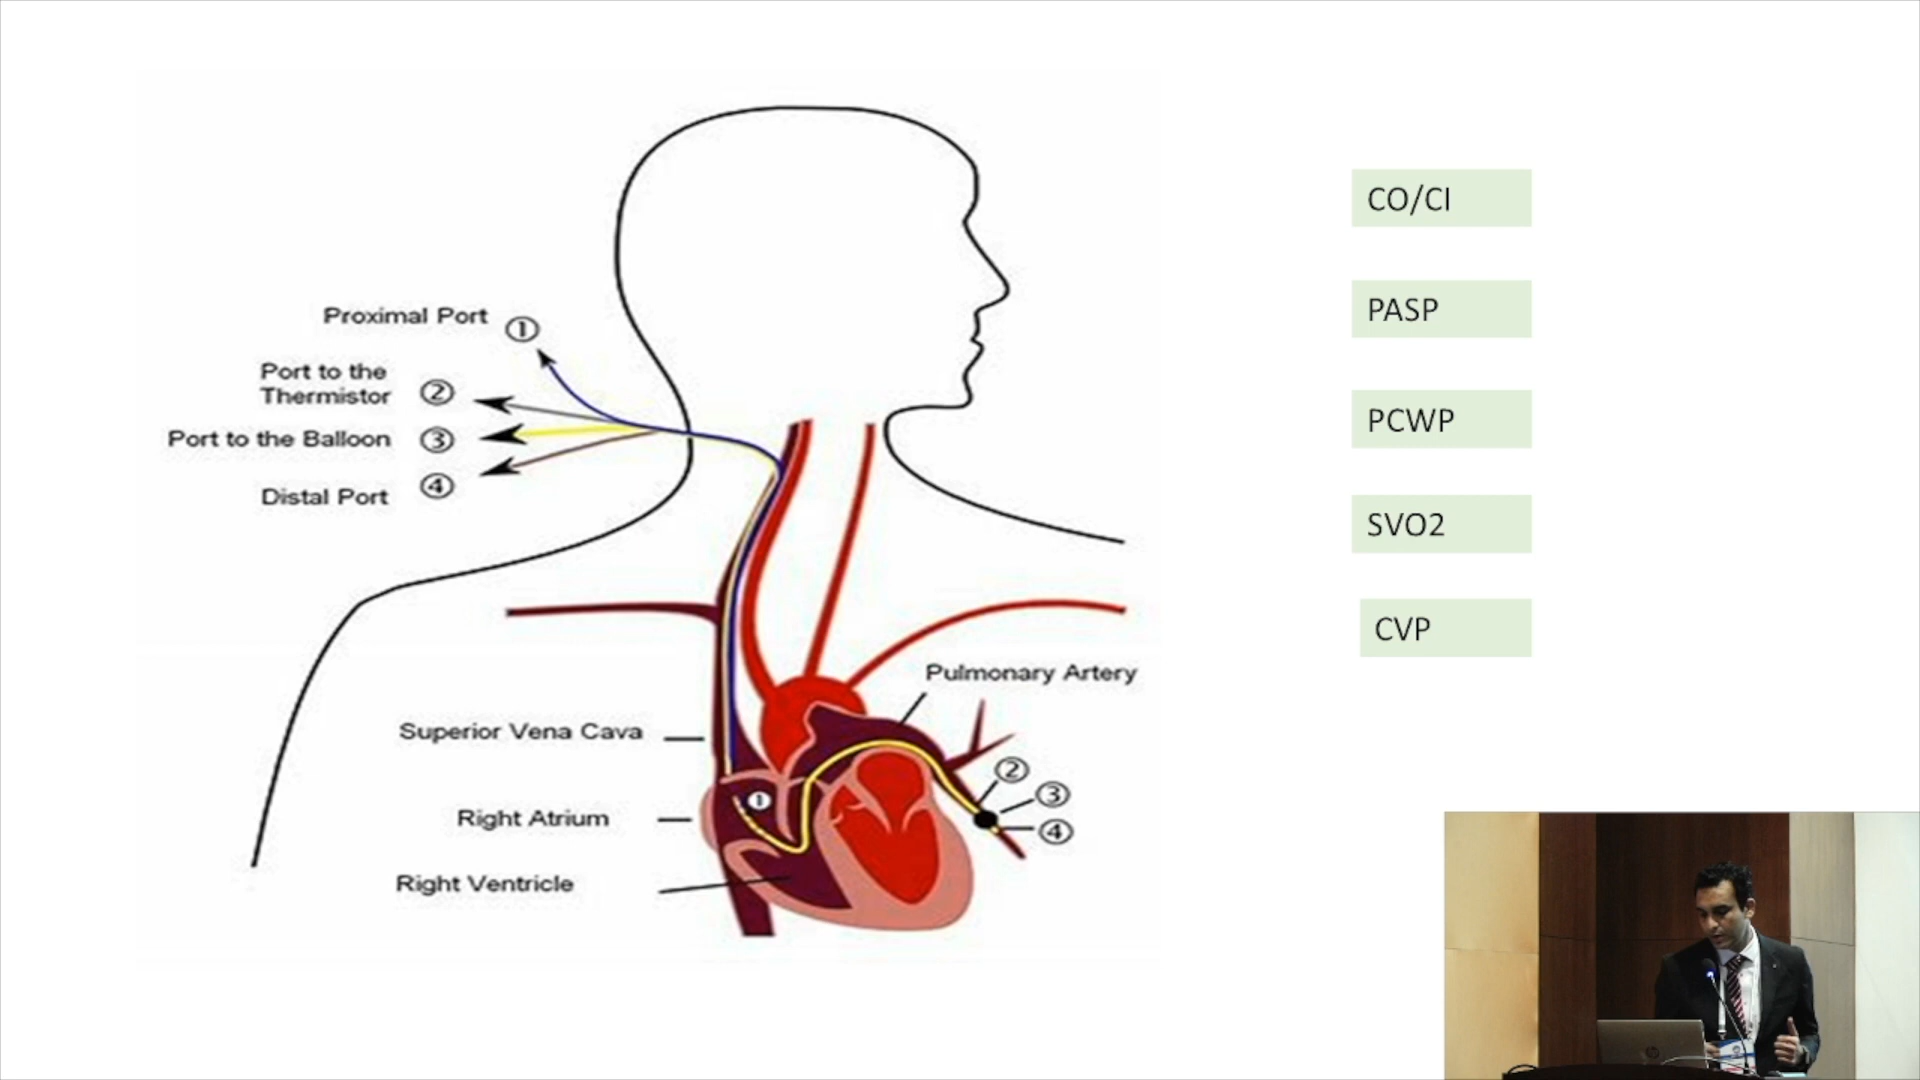 Proximal Port ①
Port to the
Thermistor ②
Port to the Balloon ③
Distal Port ④
Pulmonary Artery
Superior Vena Cava
①
②
③
④
Right Atrium
Right Ventricle
CO/CI
PASP
PCWP
SVO2
CVP